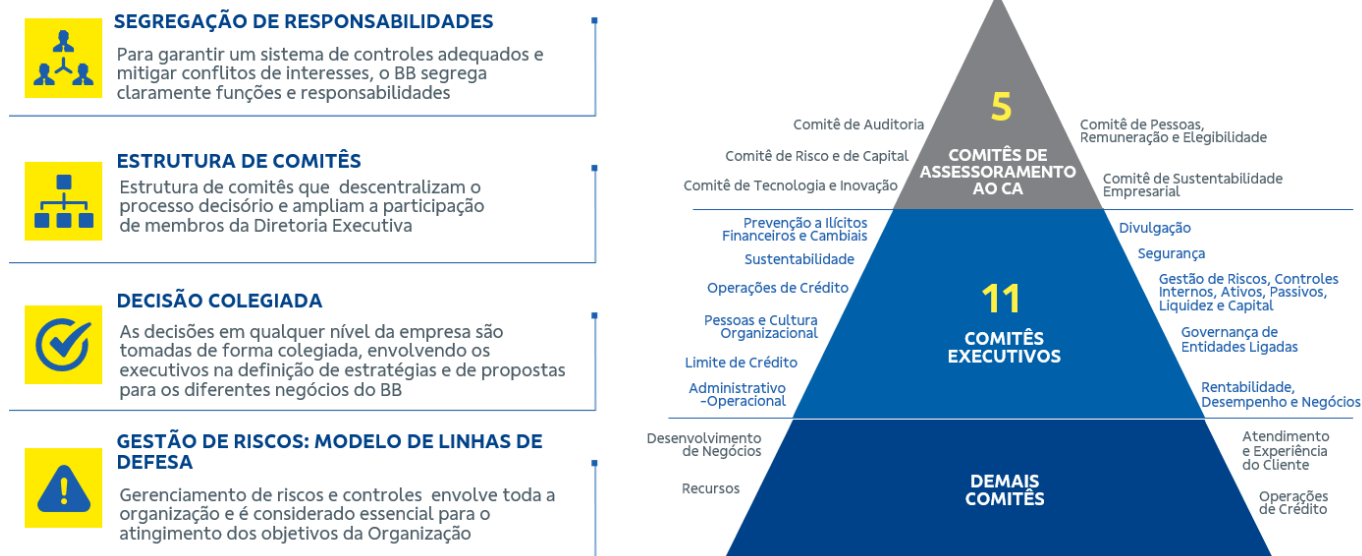 SEGREGAÇÃO DE RESPONSABILIDADES
Para garantir um sistema de controles adequados e
mitigar conflitos de interesses, o BB segrega
claramente funções e responsabilidades
ESTRUTURA DE COMITÊS
Estrutura de comitês que descentralizam o
processo decisório e ampliam a participação
de membros da Diretoria Executiva
DECISÃO COLEGIADA
As decisões em qualquer nível da empresa são
tomadas de forma colegiada, envolvendo os
executivos na definição de estratégias e de propostas
para os diferentes negócios do BB
GESTÃO DE RISCOS: MODELO DE LINHAS DE
DEFESA
Gerenciamento de riscos e controles envolve toda a
organização e é considerado essencial para o
atingimento dos objetivos da Organização
Comitê de Auditoria
Comitê de Risco e de Capital
Comitê de Tecnologia e Inovação
5
COMITÊS DE
ASSESSORAMENTO
AO CA
Comitê de Pessoas,
Remuneração e Elegibilidade
Comitê de Sustentabilidade
Empresarial
Prevenção a Ilícitos
Financeiros e Cambiais
Sustentabilidade
Operações de Crédito
Pessoas e Cultura
Organizacional
Limite de Crédito
Administrativo
-Operacional
11
COMITÊS
EXECUTIVOS
Divulgação
Segurança
Gestão de Riscos, Controles
Internos, Ativos, Passivos,
Liquidez e Capital
Governança de
Entidades Ligadas
Rentabilidade,
Desempenho e Negócios
Desenvolvimento
de Negócios
Recursos
DEMAIS
COMITÊS
Atendimento
e Experiência
do Cliente
Operações
de Crédito